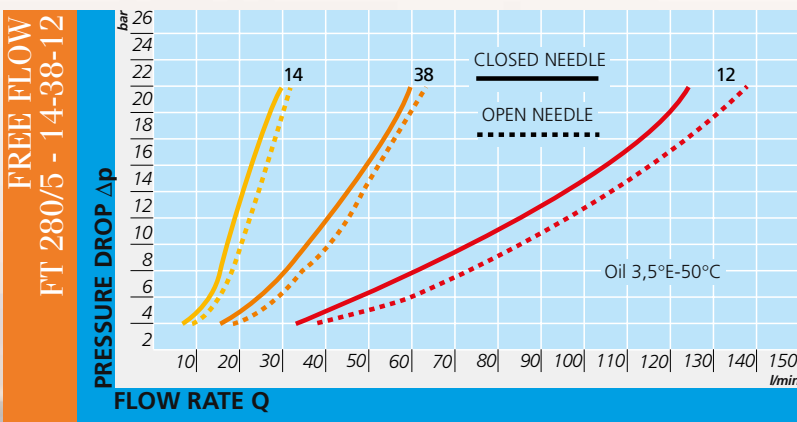 FREE FLOW
FT 280/5 - 14-38-12
PRESSURE DROP Δp
bar
26
24
22
20
18
16
14
12
10
8
6
4
2
14
38
12
CLOSED NEEDLE
OPEN NEEDLE
Oil 3,5°E-50°C
10 20 30 40 50 60 70 80 90 100 110 120 130 140 150
l/min
FLOW RATE Q